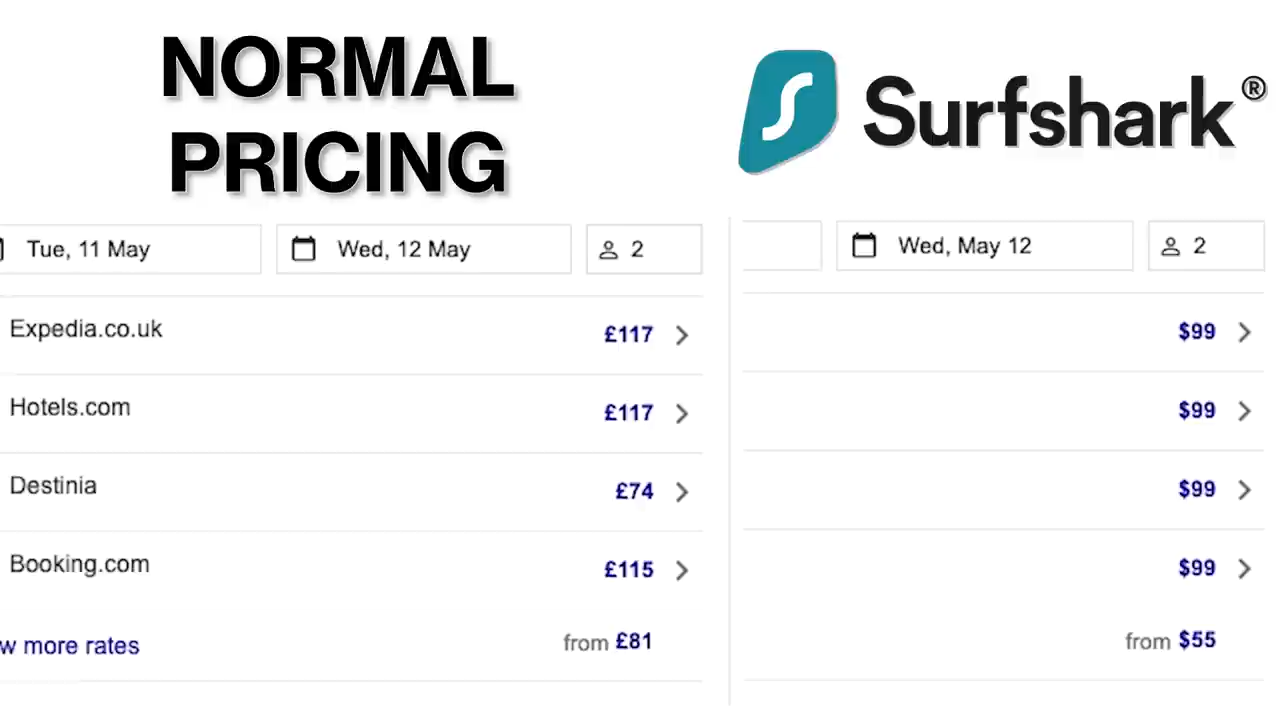 NORMAL
PRICING
Surfshark®
Tue, 11 May
Wed, 12 May
2
Expedia.co.uk
£117
Hotels.com
£117
Destinia
£74
Booking.com
£115
w more rates
from £81
Wed, May 12
2
$99
$99
$99
$99
from $55